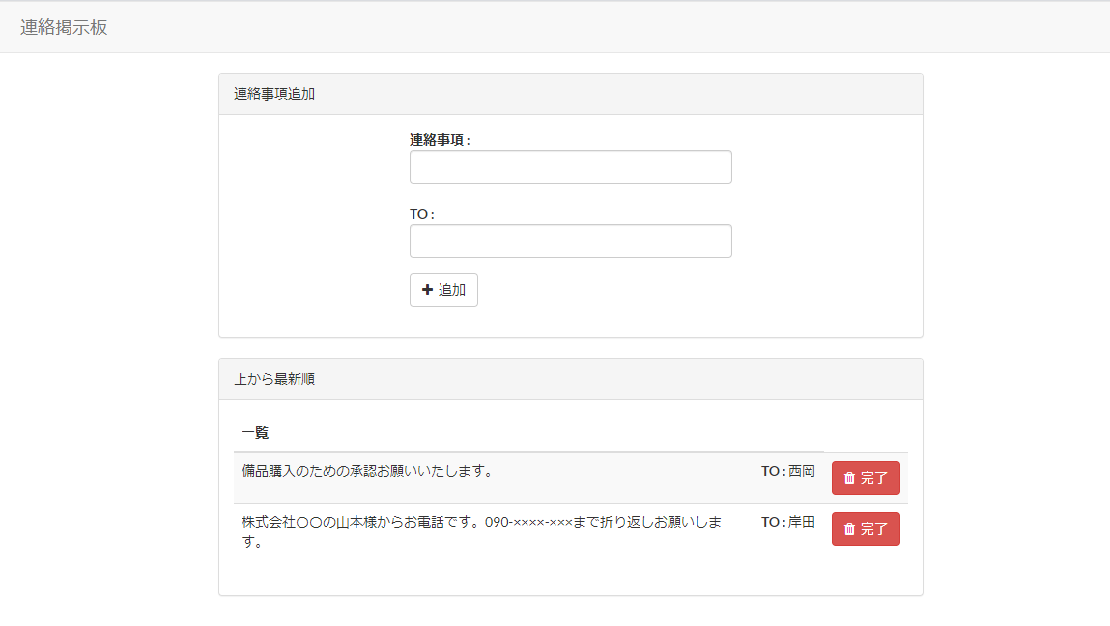 連絡掲示板
連絡事項追加
連絡事項 :
TO :
追加
上から最新順
一覧
備品購入のための承認お願いいたします。 TO : 西岡 完了
株式会社〇〇の山本様からお電話です。090-××××-×××まで折り返しお願いしま TO : 岸田 完了
す。